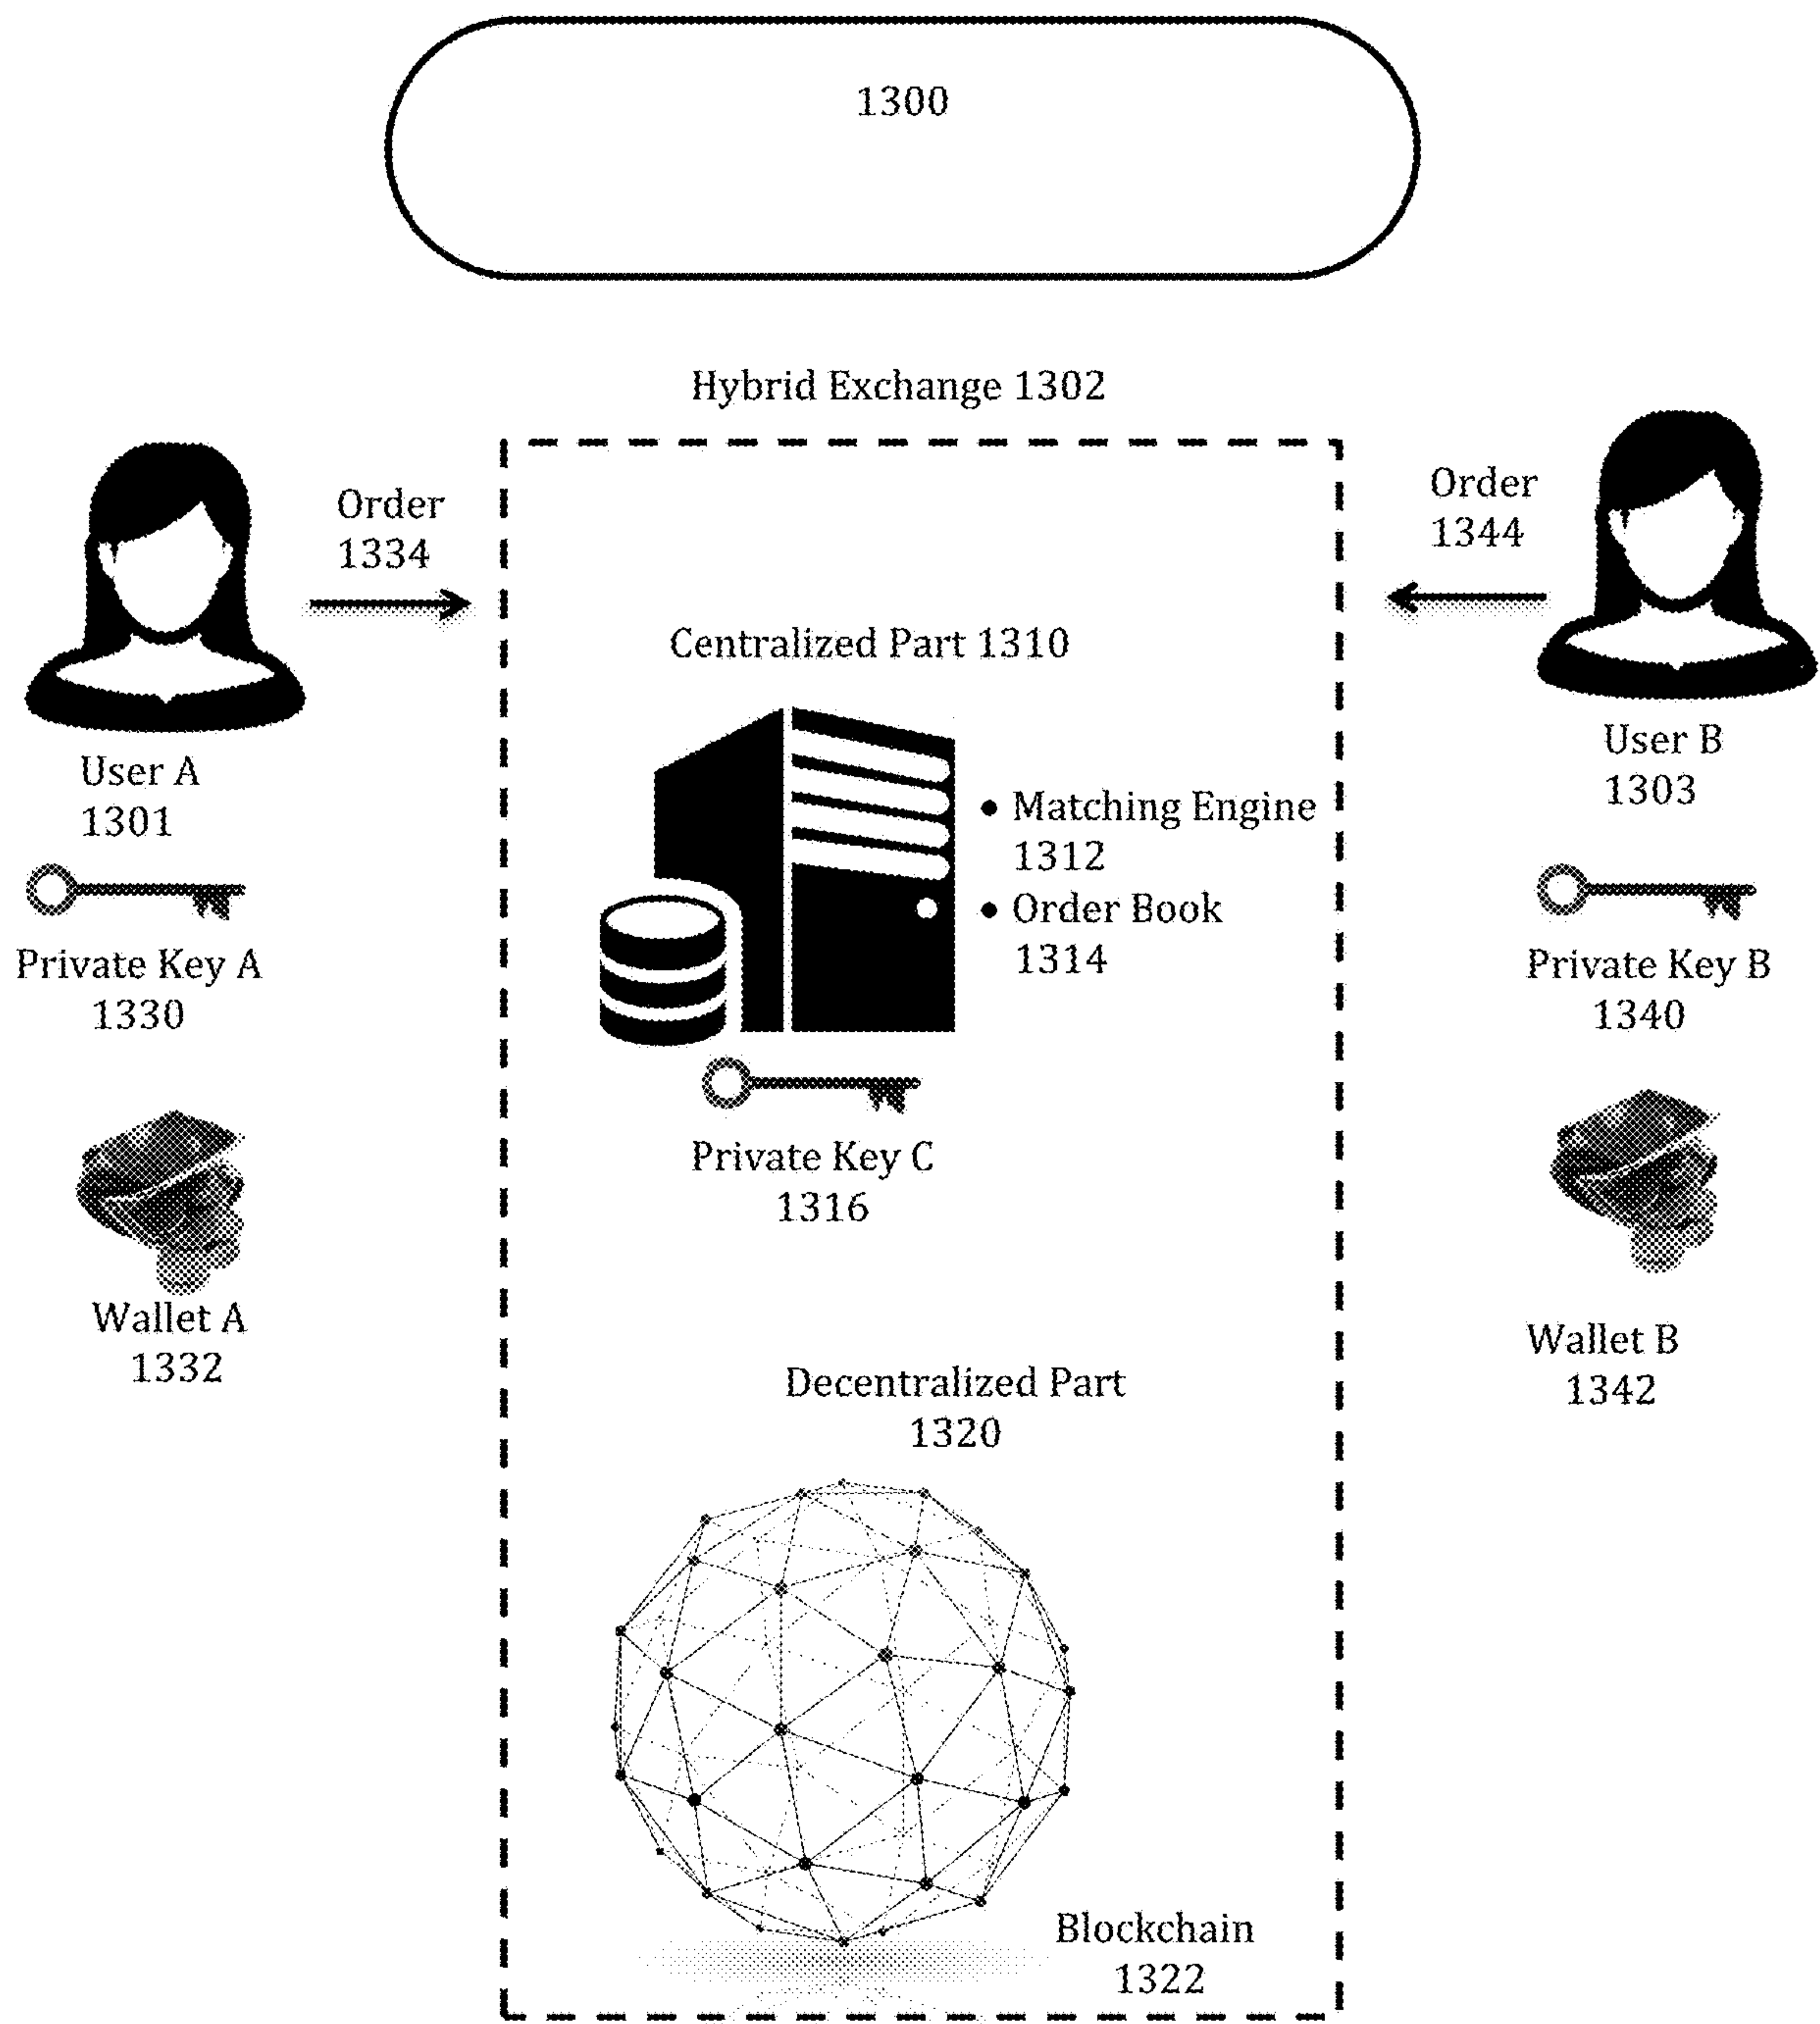 1300
Hybrid Exchange 1302
Order
1334
User A
1301
Private Key A
1330
Wallet A
1332
Centralized Part 1310
• Matching Engine
1312
• Order Book
1314
Private Key C
1316
Decentralized Part
1320
Blockchain
1322
Order
1344
User B
1303
Private Key B
1340
Wallet B
1342